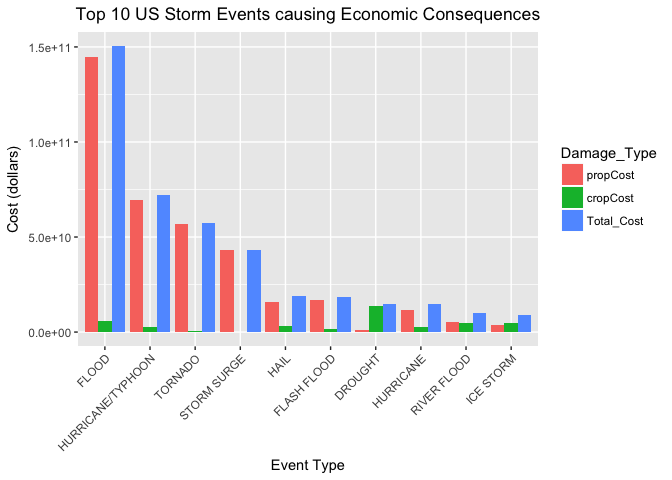 Top 10 US Storm Events causing Economic Consequences
1.5e+11
1.0e+11
5.0e+10
0.0e+00
Cost (dollars)
FLOOD
HURRICANE/TYPHOON
TORNADO
STORM SURGE
HAIL
FLASH FLOOD
DROUGHT
HURRICANE
RIVER FLOOD
ICE STORM
Event Type
Damage_Type
propCost
cropCost
Total_Cost